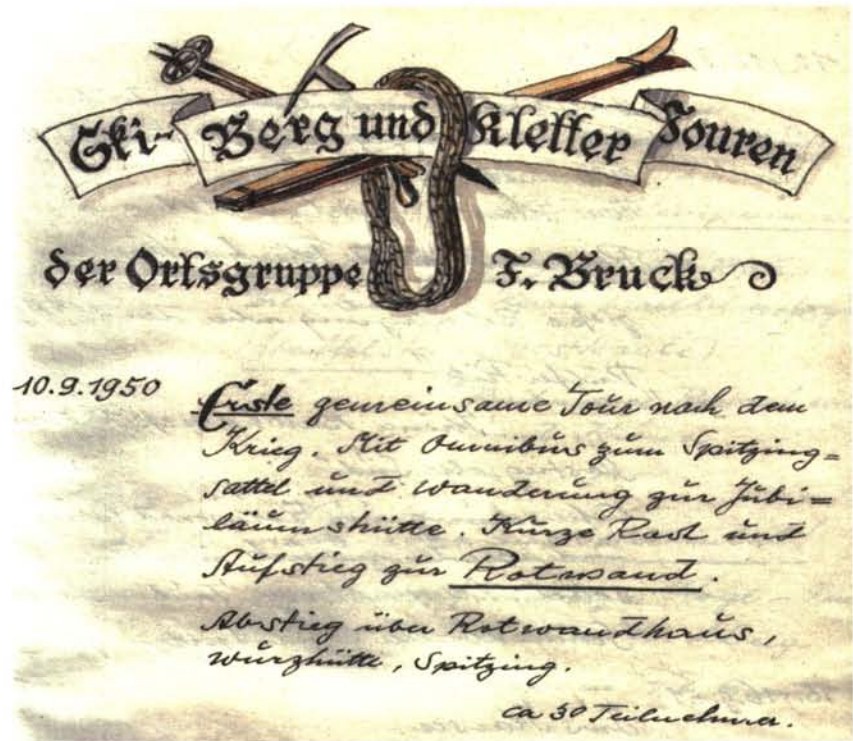 Ski- Berg und Kletter Touren
der Ortsgruppe F. Bruck
10.9.1950 Erste gemeinsame Tour nach dem
Krieg. Mit Omnibus zum Spitzing=
sattel und Wanderung zur Jubi=
läumshütte. Kurze Rast und
Aufstieg zur Rotwand.
Abstieg über Rotwandhaus,
Wurzhütte, Spitzing.
ca 30 Teilnehmer.